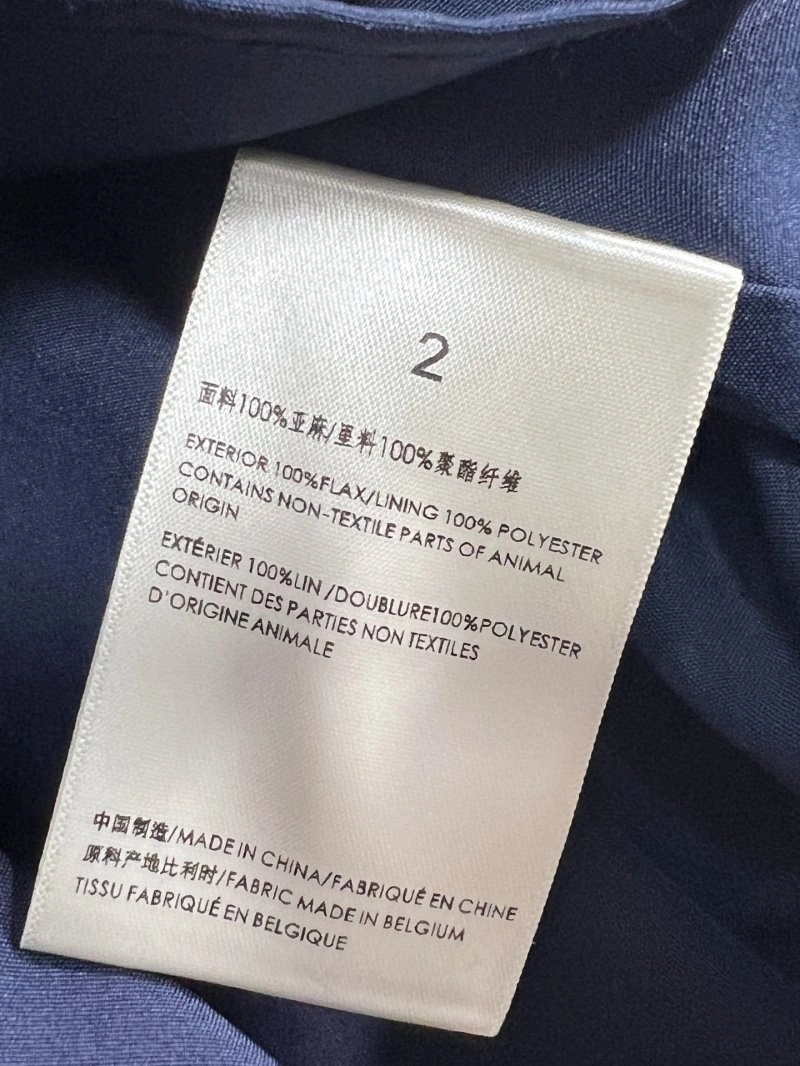 2
面料100%亚麻/里料100%聚酯纤维
EXTERIOR 100%FLAX/LINING 100% POLYESTER
CONTAINS NON-TEXTILE PARTS OF ANIMAL
ORIGIN
EXTÉRIER 100%LIN /DOUBLURE100%POLYESTER
CONTIENT DES PARTIES NON TEXTILES
D'ORIGINE ANIMALE
中国制造/MADE IN CHINA/FABRIQUÉ EN CHINE
原料产地比利时/FABRIC MADE IN BELGIUM
TISSU FABRIQUÉ EN BELGIQUE